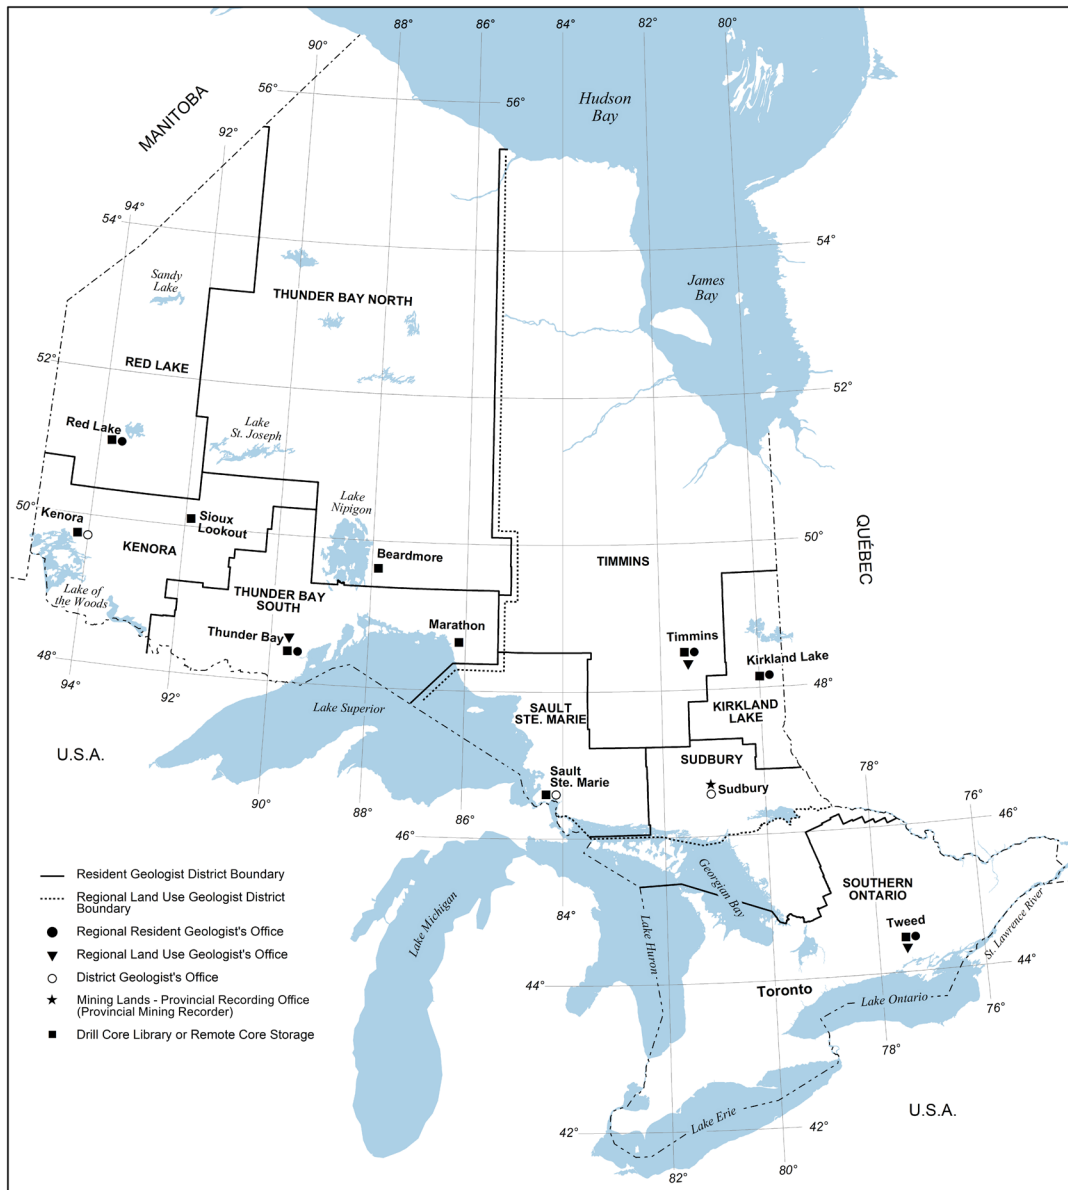 88°
86°
84°
82°
80°
90°
56°
56°
Hudson
Bay
MANITOBA
92°
94°
54°
54°
Sandy
Lake
James
Bay
THUNDER BAY NORTH
52°
RED LAKE
52°
Red Lake
Lake
St. Joseph
50°
Kenora
Sioux
Lookout
Lake
Nipigon
KENORA
Beardmore
TIMMINS
50°
QUÉBEC
Lake of
the Woods
THUNDER BAY
SOUTH
Thunder Bay
Marathon
Timmins
Kirkland Lake
48°
48°
94°
92°
Lake Superior
SAULT
STE. MARIE
KIRKLAND
LAKE
U.S.A.
SUDBURY
Sault
Ste. Marie
Sudbury
78°
76°
46°
90°
88°
86°
46°
Resident Geologist District Boundary
Regional Land Use Geologist District
Boundary
Regional Resident Geologist's Office
Regional Land Use Geologist's Office
District Geologist's Office
Mining Lands - Provincial Recording Office
(Provincial Mining Recorder)
Drill Core Library or Remote Core Storage
Lake Michigan
84°
Georgian Bay
Lake Huron
SOUTHERN
ONTARIO
Tweed
St. Lawrence River
44°
44°
Toronto
Lake Ontario
76°
78°
U.S.A.
Lake Erie
42°
42°
82°
80°